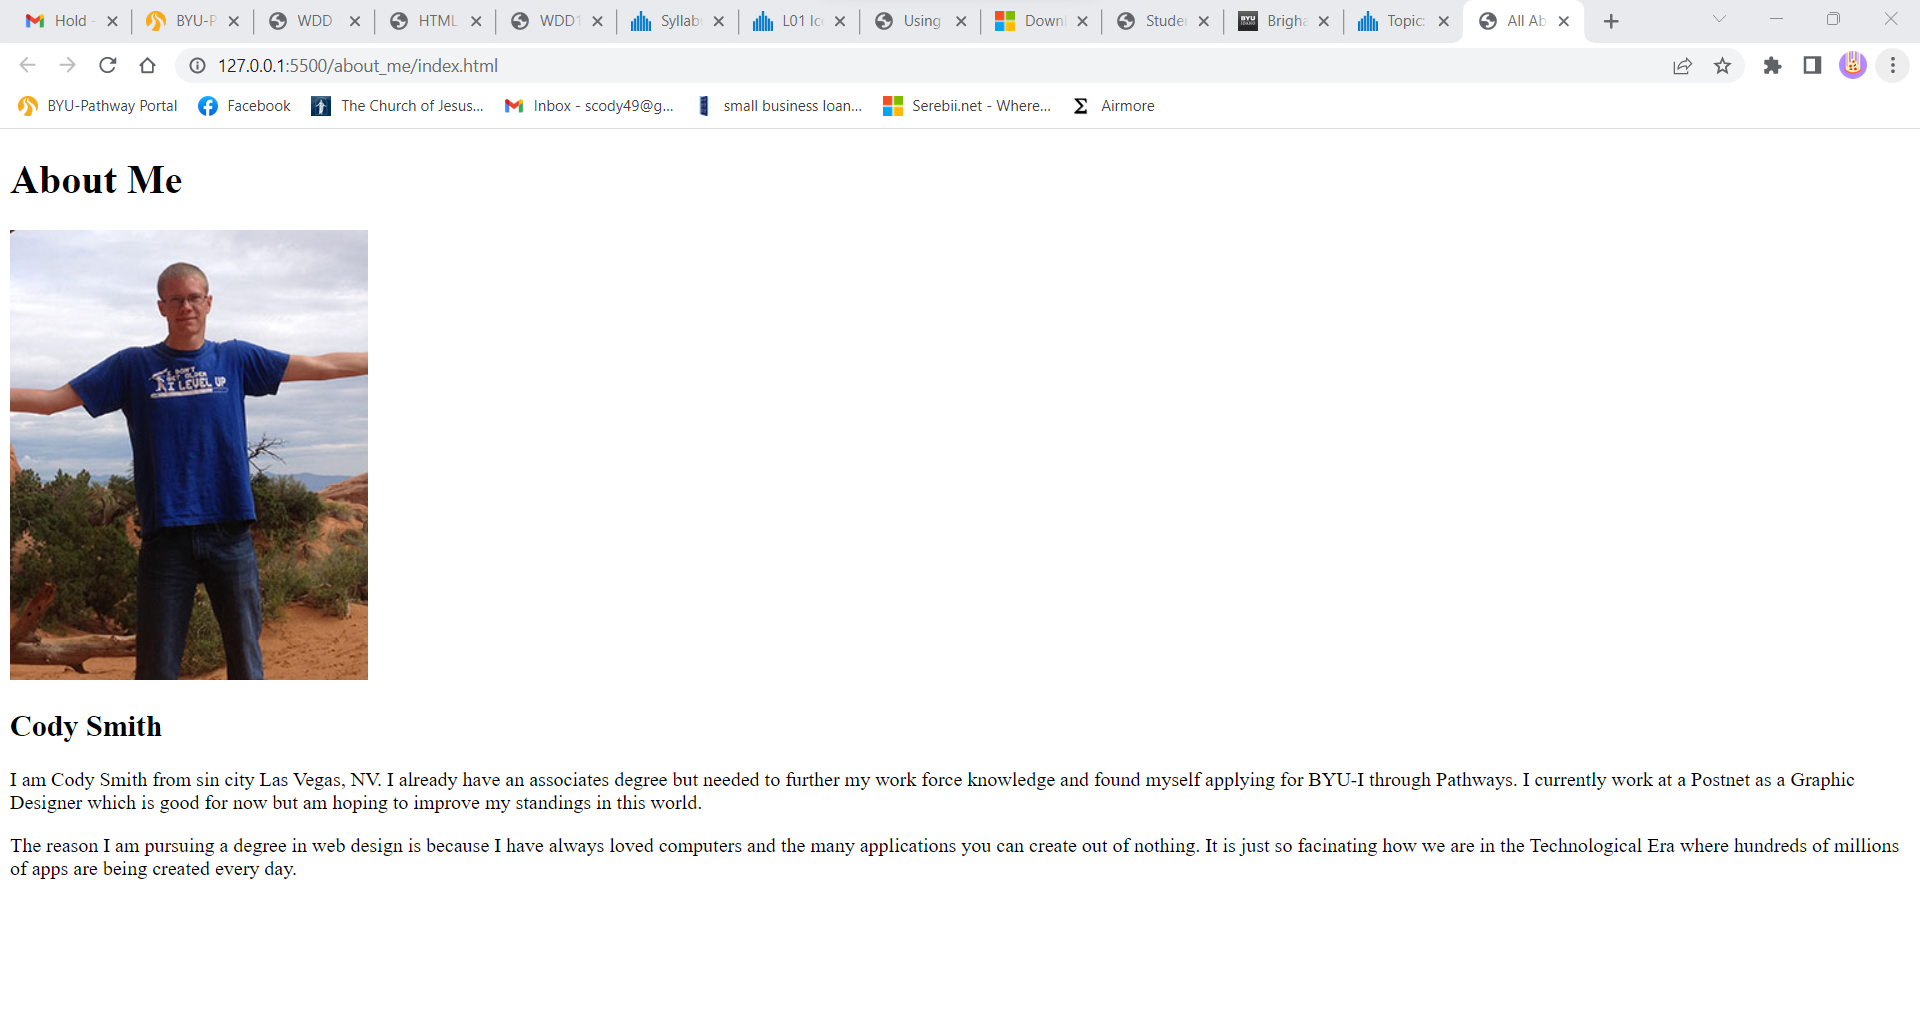 Hold - BYU-P WDD HTML WDD1 Syllab L01 Ic Using Downl Studer Brigha Topic: All Ab
127.0.0.1:5500/about_me/index.html
BYU-Pathway Portal Facebook The Church of Jesus... Inbox - scody49@g... small business loan... Serebii.net - Where... Airmore
About Me
I DON'T
GET OLDER
I LEVEL UP
Cody Smith
I am Cody Smith from sin city Las Vegas, NV. I already have an associates degree but needed to further my work force knowledge and found myself applying for BYU-I through Pathways. I currently work at a Postnet as a Graphic
Designer which is good for now but am hoping to improve my standings in this world.
The reason I am pursuing a degree in web design is because I have always loved computers and the many applications you can create out of nothing. It is just so facinating how we are in the Technological Era where hundreds of millions
of apps are being created every day.